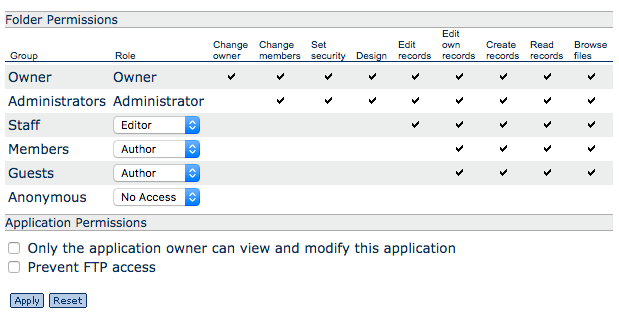 Folder Permissions
Group Role Change owner Change members Set security Design Edit records Edit own records Create records Read records Browse files
Owner Owner ✔ ✔ ✔ ✔ ✔ ✔ ✔ ✔ ✔
Administrators Administrator ✔ ✔ ✔ ✔ ✔ ✔ ✔ ✔
Staff Editor ✔ ✔ ✔ ✔ ✔
Members Author ✔ ✔ ✔ ✔
Guests Author ✔ ✔ ✔ ✔
Anonymous No Access
Application Permissions
Only the application owner can view and modify this application
Prevent FTP access
Apply Reset